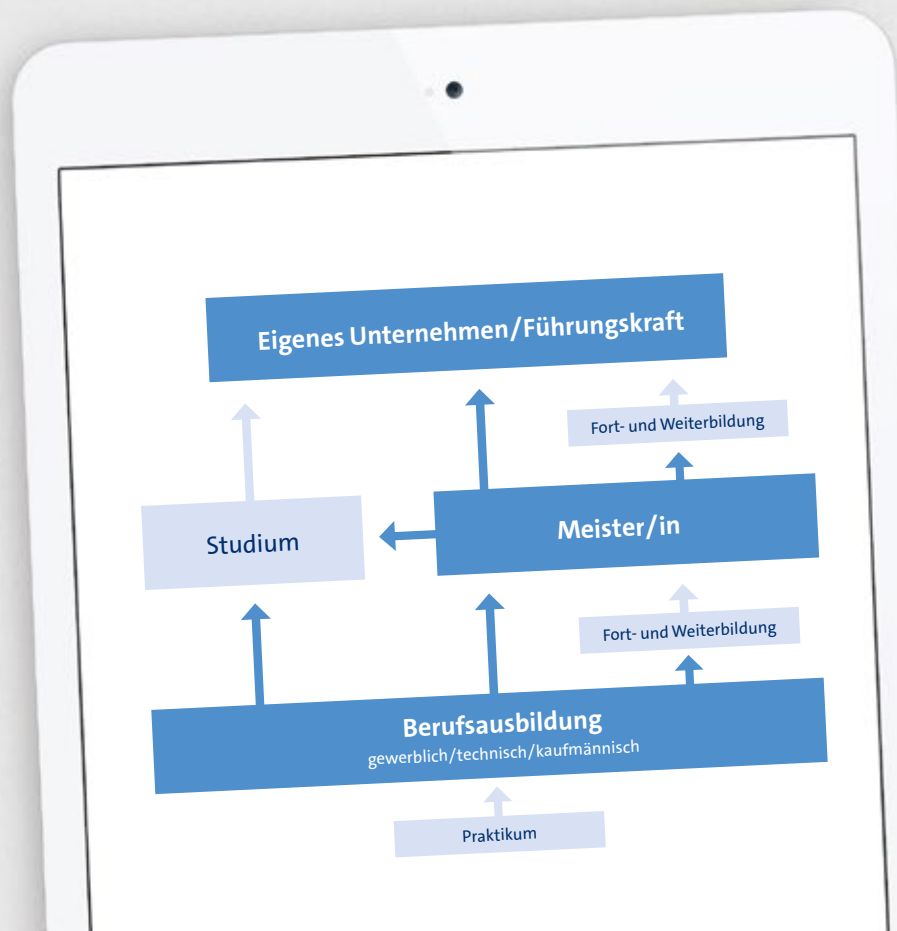 Eigenes Unternehmen/Führungskraft
Fort- und Weiterbildung
Studium
Meister/in
Fort- und Weiterbildung
Berufsausbildung
gewerblich/technisch/kaufmännisch
Praktikum